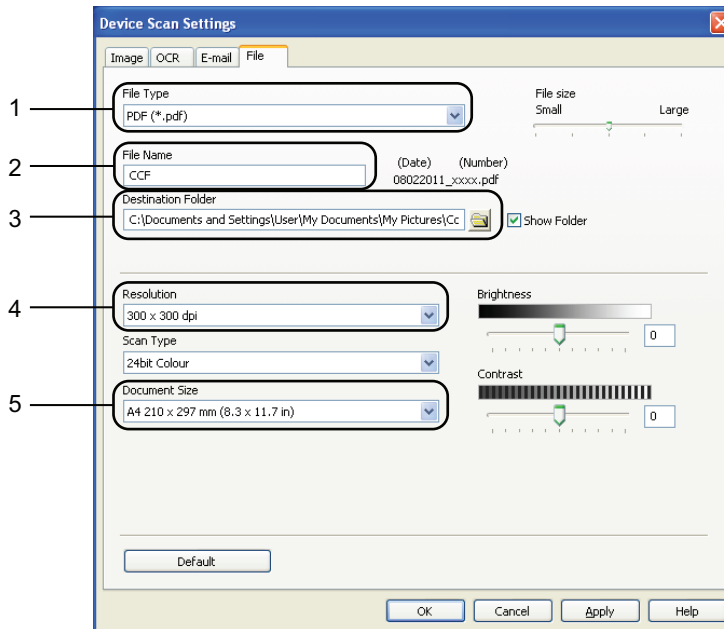 Device Scan Settings
Image OCR E-mail File
1
File Type
PDF (*.pdf)
File size
Small Large
2
File Name
CCF
(Date) (Number)
08022011_xxxx.pdf
3
Destination Folder
C:\Documents and Settings\User\My Documents\My Pictures\Cc
Show Folder
4
Resolution
300 x 300 dpi
Brightness
0
Scan Type
24bit Colour
Contrast
0
5
Document Size
A4 210 x 297 mm (8.3 x 11.7 in)
Default
OK Cancel Apply Help